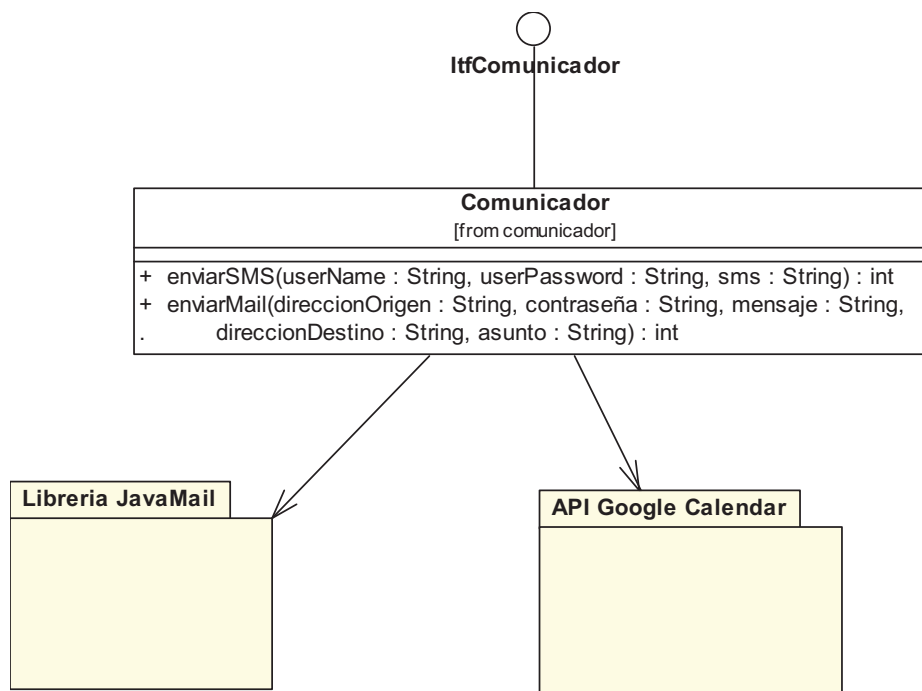 ItfComunicador
Comunicador
[from comunicador]
+ enviarSMS(userName : String, userPassword : String, sms : String) : int
+ enviarMail(direccionOrigen : String, contraseña : String, mensaje : String,
. direccionDestino : String, asunto : String) : int
Libreria JavaMail
API Google Calendar